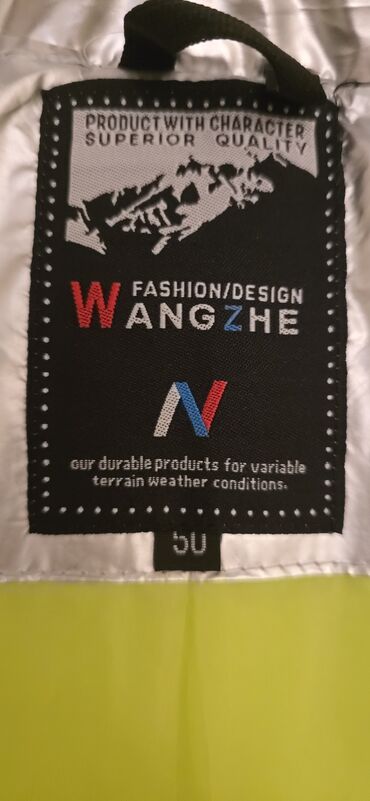 PRODUCT WITH CHARACTER
SUPERIOR QUALITY
FASHION/DESIGN
WANGZHE
our durable products for variable
terrain weather conditions.
50